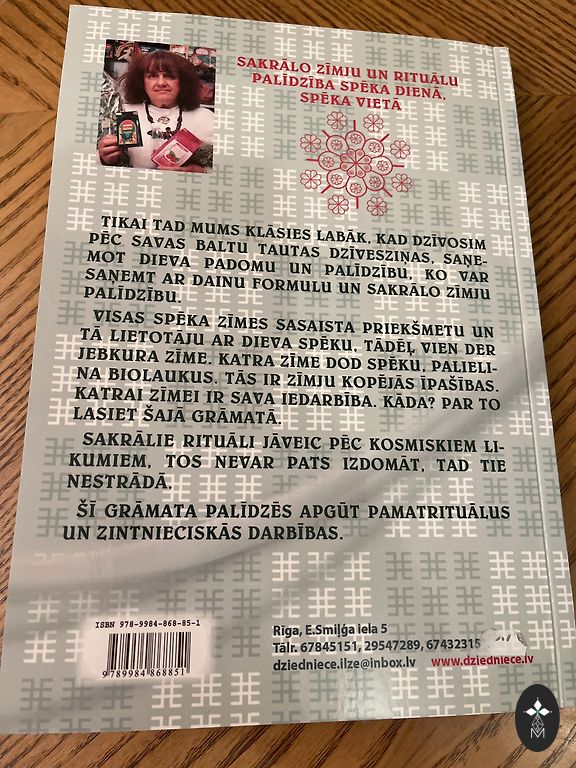 SAKRĀLO ZĪMJU UN RITUĀLU
PALĪDZĪBA SPĒKA DIENĀ,
SPĒKA VIETĀ
TIKAI TAD MUMS KLĀSIES LABĀK, KAD DZĪVOSIM
PĒC SAVAS BALTU TAUTAS DZĪVESZIŅAS, SAŅE-
MOT DIEVA PADOMU UN PALĪDZĪBU, KO VAR
SAŅEMT AR DAINU FORMULU UN SAKRĀLO ZĪMJU
PALĪDZĪBU.
VISAS SPĒKA ZĪMES SASAISTA PRIEKŠMETU UN
TĀ LIETOTĀJU AR DIEVA SPĒKU, TĀDĒĻ VIEN DER
JEBKURA ZĪME. KATRA ZĪME DOD SPĒKU, PALIELI-
NA BIOLAUKUS. TĀS IR ZĪMJU KOPĒJĀS ĪPAŠĪBAS.
KATRAI ZĪMEI IR SAVA IEDARBĪBA. KĀDA? PAR TO
LASIET ŠAJĀ GRĀMATĀ.
SAKRĀLIE RITUĀLI JĀVEIC PĒC KOSMISKIEM LI-
KUMIEM, TOS NEVAR PATS IZDOMĀT, TAD TIE
NESTRĀDĀ.
ŠĪ GRĀMATA PALĪDZĒS APGŪT PAMATRITUĀLUS
UN ZINTNIECISKĀS DARBĪBAS.
ISBN 978-9984-868-85-1
9789984868851
Rīga, E.Smiļģa iela 5
Tālr. 67845151, 29547289, 67432315
dziedniece.ilze@inbox.lv www.dziedniece.lv